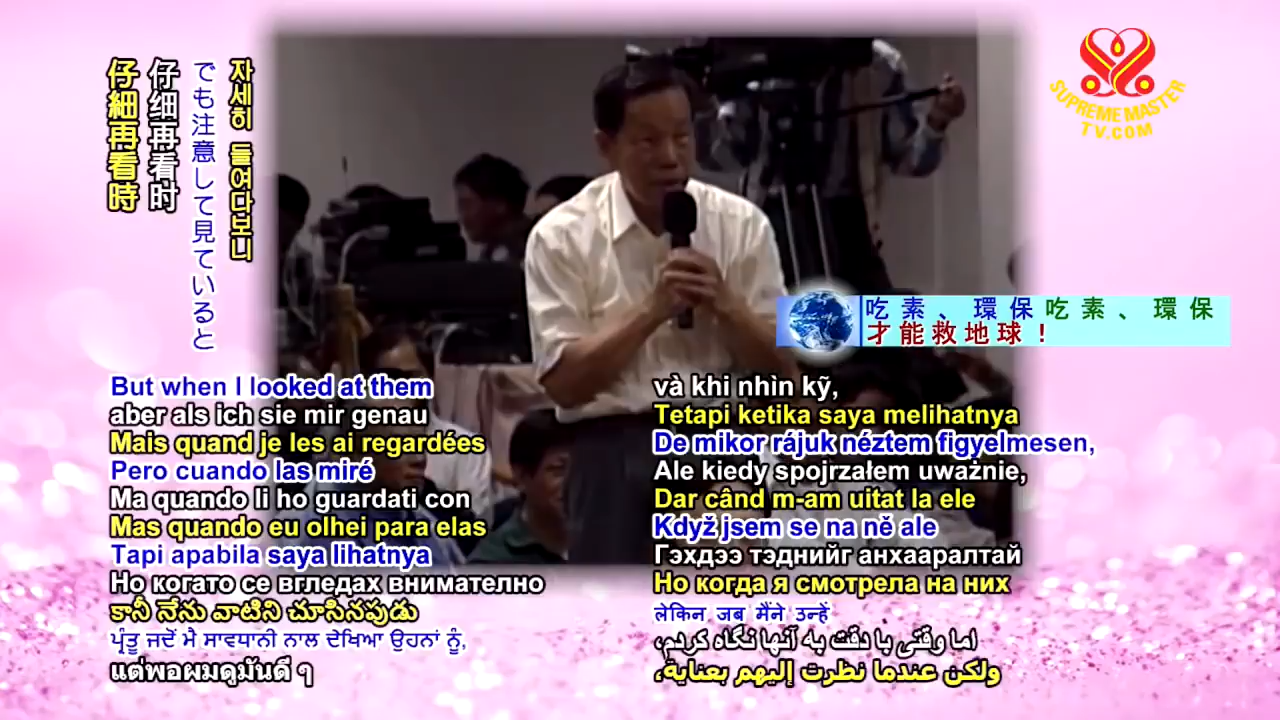 仔細再看時
仔细再看时
でも注意して見ていると
자세히 들여다보니
SUPREME MASTER
TV.COM
吃素、環保吃素、環保
才能救地球！
But when I looked at them
aber als ich sie mir genau
Mais quand je les ai regardées
Pero cuando las miré
Ma quando li ho guardati con
Mas quando eu olhei para elas
Tapi apabila saya lihatnya
Но когато се вгледах внимателно
కానీ నేను వాటిని చూసినపుడు
ਪ੍ਰੰਤੂ ਜਦੋਂ ਮੈ ਸਾਵਧਾਨੀ ਨਾਲ ਦੇਖਿਆ ਉਹਨਾਂ ਨੂੰ,
แต่พอผมดูมันดี ๆ
và khi nhìn kỹ,
Tetapi ketika saya melihatnya
De mikor rájuk néztem figyelmesen,
Ale kiedy spojrzałem uważnie,
Dar când m-am uitat la ele
Když jsem se na ně ale
Гэхдээ тэднийг анхааралтай
Но когда я смотрела на них
लेकिन जब मैंने उन्हें
اما وقتی با دقت به آنها نگاه کردم،
ولكن عندما نظرت إليهم بعناية،